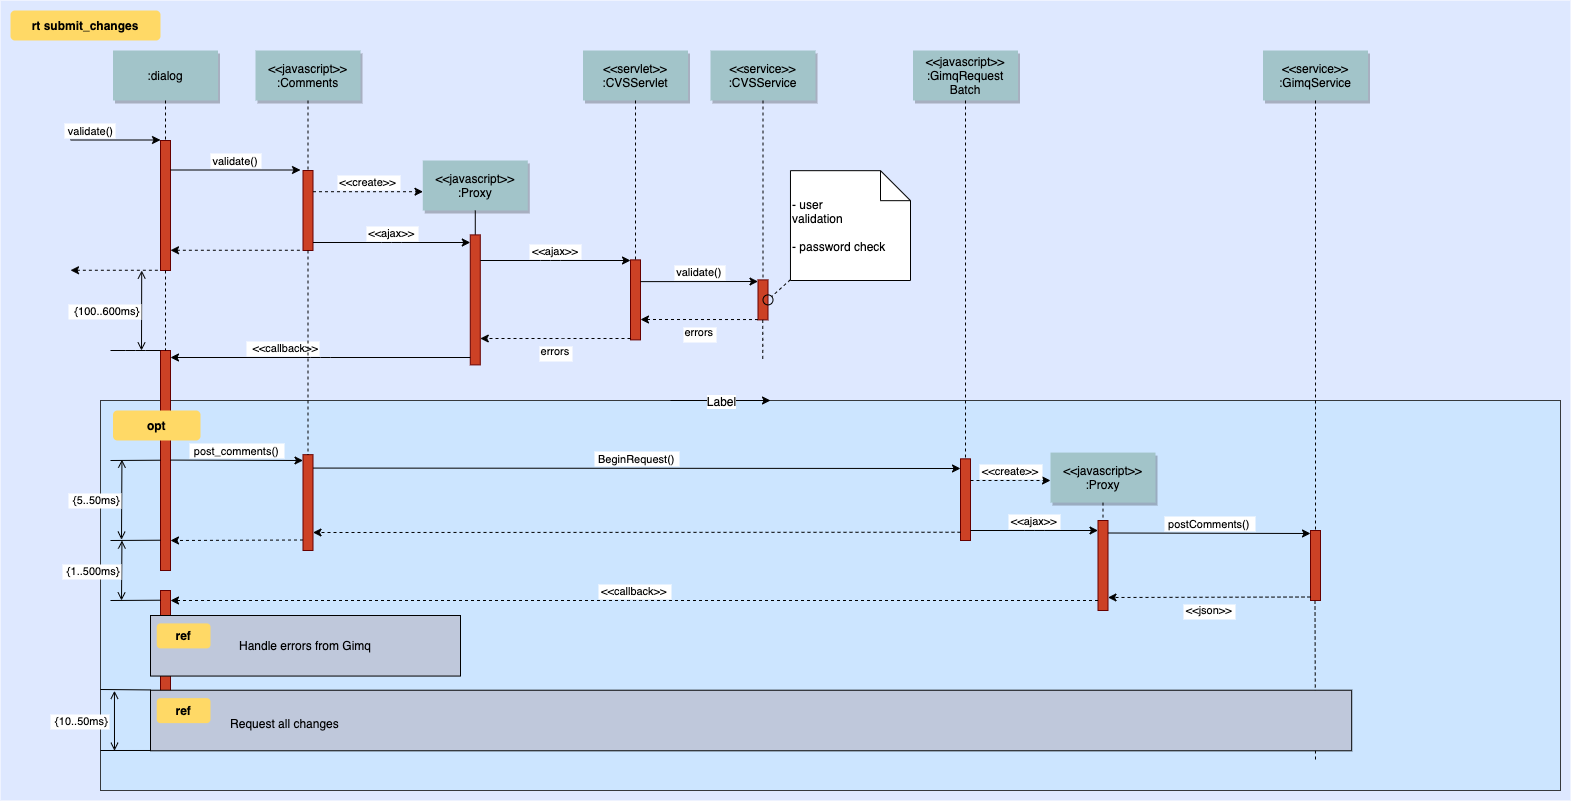 rt submit_changes
:dialog
<<javascript>>
:Comments
<<servlet>>
:CVSServlet
<<service>>
:CVSService
<<javascript>>
:GimqRequest
Batch
<<service>>
:GimqService
validate()
validate()
<<create>>
<<javascript>>
:Proxy
- user
validation
- password check
<<ajax>>
<<ajax>>
validate()
{100..600ms}
errors
errors
<<callback>>
Label
opt
post_comments()
BeginRequest()
<<create>>
<<javascript>>
:Proxy
{5..50ms}
<<ajax>>
postComments()
{1..500ms}
<<callback>>
<<json>>
ref
Handle errors from Gimq
ref
Request all changes
{10..50ms}